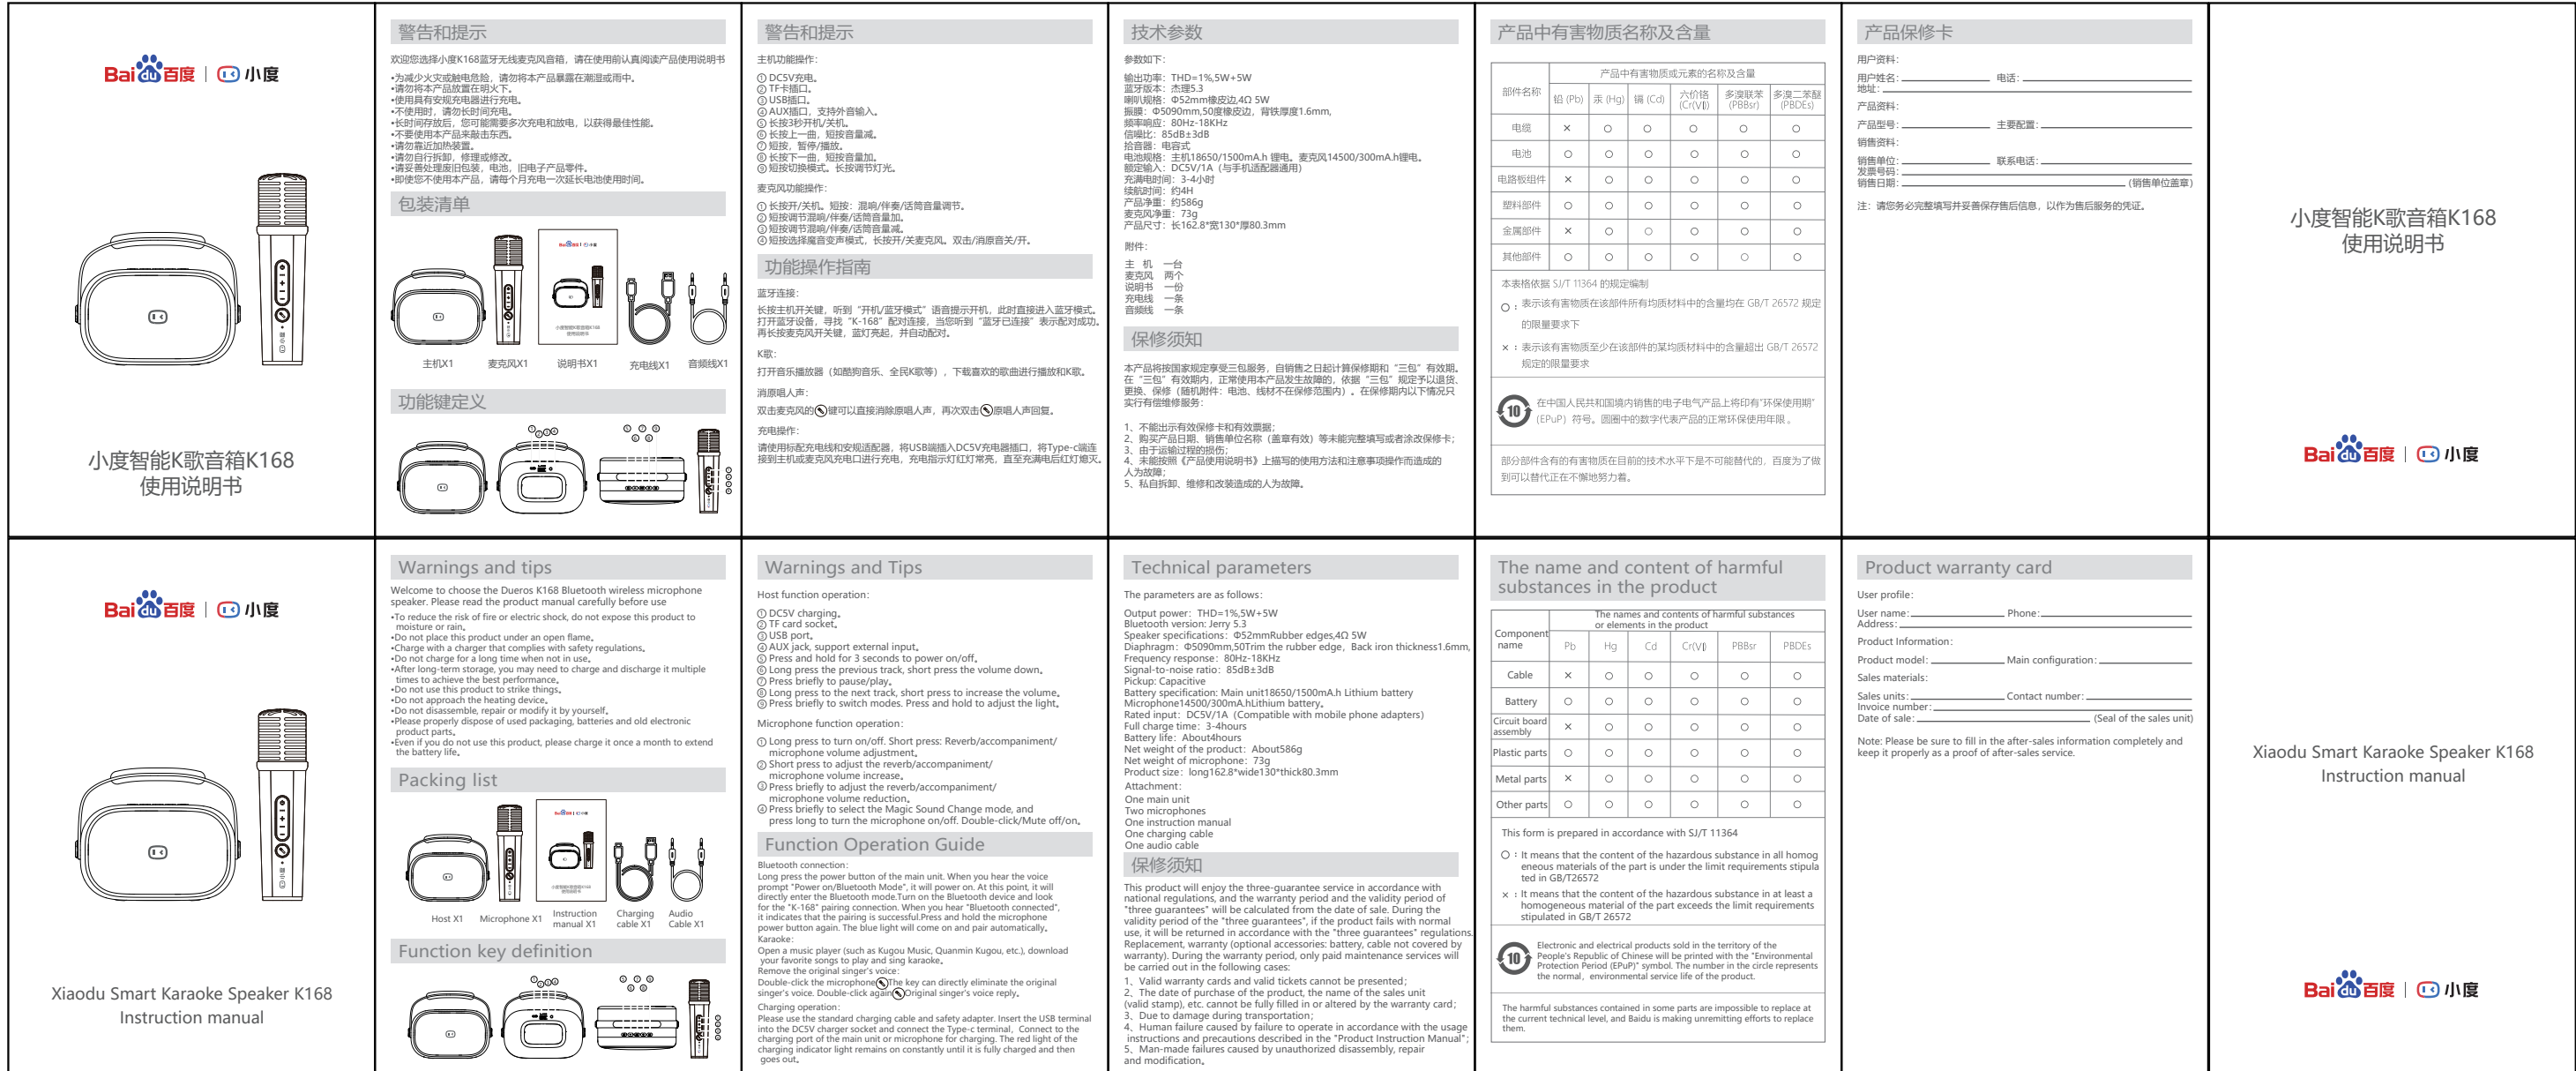 Bai du 百度 | 小度
小度智能K歌音箱K168
使用说明书
警告和提示
欢迎您选择小度K168蓝牙无线麦克风音箱，请在使用前认真阅读产品使用说明书
•为减少火灾或触电危险，请勿将本产品暴露在潮湿或雨中。
•请勿将本产品放置在明火下。
•使用具有安规充电器进行充电。
•不使用时，请勿长时间充电。
•长时间存放后，您可能需要多次充电和放电，以获得最佳性能。
•不要使用本产品来敲击东西。
•请勿靠近加热装置。
•请勿自行拆卸，修理或修改。
•请妥善处理废旧包装，电池，旧电子产品零件。
•即使您不使用本产品，请每个月充电一次延长电池使用时间。
包装清单
主机X1
麦克风X1
说明书X1
充电线X1
音频线X1
功能键定义
警告和提示
主机功能操作：
① DC5V充电。
② TF卡插口。
③ USB插口。
④ AUX插口，支持外音输入。
⑤ 长按3秒开机/关机。
⑥ 长按上一曲，短按音量减。
⑦ 短按，暂停/播放。
⑧ 长按下一曲，短按音量加。
⑨ 短按切换模式。长按调节灯光。
麦克风功能操作：
① 长按开/关机。短按：混响/伴奏/话筒音量调节。
② 短按调节混响/伴奏/话筒音量加。
③ 短按调节混响/伴奏/话筒音量减。
④ 短按选择魔音变声模式，长按开/关麦克风。双击/消原音关/开。
功能操作指南
蓝牙连接：
长按主机开关键，听到“开机/蓝牙模式”语音提示开机，此时直接进入蓝牙模式。
打开蓝牙设备，寻找“K-168”配对连接，当您听到“蓝牙已连接”表示配对成功。
再长按麦克风开关键，蓝灯亮起，并自动配对。
K歌：
打开音乐播放器（如酷狗音乐、全民K歌等），下载喜欢的歌曲进行播放和K歌。
消原唱人声：
双击麦克风的键可以直接消除原唱人声，再次双击原唱人声回复。
充电操作：
请使用标配充电线和安规适配器，将USB端插入DC5V充电器插口，将Type-c端连
接到主机或麦克风充电口进行充电，充电指示灯红灯常亮，直至充满电后红灯熄灭。
技术参数
参数如下：
输出功率：THD=1%,5W+5W
蓝牙版本：杰理5.3
喇叭规格：Φ52mm橡皮边,4Ω 5W
振膜：Φ5090mm,50度橡皮边，背铁厚度1.6mm,
频率响应：80Hz-18KHz
信噪比：85dB±3dB
拾音器：电容式
电池规格：主机18650/1500mA.h 锂电。麦克风14500/300mA.h锂电。
额定输入：DC5V/1A（与手机适配器通用）
充满电时间：3-4小时
续航时间：约4H
产品净重：约586g
麦克风净重：73g
产品尺寸：长162.8*宽130*厚80.3mm
附件：
主 机 一台
麦克风 两个
说明书 一份
充电线 一条
音频线 一条
保修须知
本产品将按国家规定享受三包服务，自销售之日起计算保修期和“三包”有效期。
在“三包”有效期内，正常使用本产品发生故障的，依据“三包”规定予以退货、
更换、保修（随机附件：电池、线材不在保修范围内）。在保修期内以下情况只
实行有偿维修服务：
1、不能出示有效保修卡和有效票据；
2、购买产品日期、销售单位名称（盖章有效）等未能完整填写或者涂改保修卡；
3、由于运输过程的损伤；
4、未能按照《产品使用说明书》上描写的使用方法和注意事项操作而造成的
人为故障；
5、私自拆卸、维修和改装造成的人为故障。
产品中有害物质名称及含量
部件名称 产品中有害物质或元素的名称及含量
铅 (Pb) 汞 (Hg) 镉 (Cd) 六价铬 (Cr(VI)) 多溴联苯 (PBBsr) 多溴二苯醚 (PBDEs)
电缆 × ○ ○ ○ ○ ○
电池 ○ ○ ○ ○ ○ ○
电路板组件 × ○ ○ ○ ○ ○
塑料部件 ○ ○ ○ ○ ○ ○
金属部件 × ○ ○ ○ ○ ○
其他部件 ○ ○ ○ ○ ○ ○
本表格依据 SJ/T 11364 的规定编制
○ ：表示该有害物质在该部件所有均质材料中的含量均在 GB/T 26572 规定
的限量要求下
× ：表示该有害物质至少在该部件的某均质材料中的含量超出 GB/T 26572
规定的限量要求
10
在中国人民共和国境内销售的电子电气产品上将印有“环保使用期”
（EPuP）符号。圆圈中的数字代表产品的正常环保使用年限。
部分部件含有的有害物质在目前的技术水平下是不可能替代的，百度为了做
到可以替代正在不懈地努力着。
产品保修卡
用户资料：
用户姓名： 电话：
地址：
产品资料：
产品型号： 主要配置：
销售资料：
销售单位： 联系电话：
发票号码：
销售日期： (销售单位盖章)
注：请您务必完整填写并妥善保存售后信息，以作为售后服务的凭证。
小度智能K歌音箱K168
使用说明书
Bai du 百度 | 小度
Bai du 百度 | 小度
Xiaodu Smart Karaoke Speaker K168
Instruction manual
Warnings and tips
Welcome to choose the Dueros K168 Bluetooth wireless microphone
speaker. Please read the product manual carefully before use
•To reduce the risk of fire or electric shock, do not expose this product to
moisture or rain。
•Do not place this product under an open flame。
•Charge with a charger that complies with safety regulations。
•Do not charge for a long time when not in use。
•After long-term storage, you may need to charge and discharge it multiple
times to achieve the best performance。
•Do not use this product to strike things。
•Do not approach the heating device。
•Do not disassemble, repair or modify it by yourself。
•Please properly dispose of used packaging, batteries and old electronic
product parts。
•Even if you do not use this product, please charge it once a month to extend
the battery life。
Packing list
Host X1
Microphone X1
Instruction
manual X1
Charging
cable X1
Audio
Cable X1
Function key definition
Warnings and Tips
Host function operation：
① DC5V charging。
② TF card socket。
③ USB port。
④ AUX jack, support external input。
⑤ Press and hold for 3 seconds to power on/off。
⑥ Long press the previous track, short press the volume down。
⑦ Press briefly to pause/play。
⑧ Long press to the next track, short press to increase the volume。
⑨ Press briefly to switch modes. Press and hold to adjust the light。
Microphone function operation：
① Long press to turn on/off. Short press: Reverb/accompaniment/
microphone volume adjustment。
② Short press to adjust the reverb/accompaniment/
microphone volume increase。
③ Press briefly to adjust the reverb/accompaniment/
microphone volume reduction。
④ Press briefly to select the Magic Sound Change mode, and
press long to turn the microphone on/off. Double-click/Mute off/on。
Function Operation Guide
Bluetooth connection：
Long press the power button of the main unit. When you hear the voice
prompt "Power on/Bluetooth Mode", it will power on. At this point, it will
directly enter the Bluetooth mode.Turn on the Bluetooth device and look
for the "K-168" pairing connection. When you hear "Bluetooth connected",
it indicates that the pairing is successful.Press and hold the microphone
power button again. The blue light will come on and pair automatically。
Karaoke：
Open a music player (such as Kugou Music, Quanmin Kugou, etc.), download
your favorite songs to play and sing karaoke。
Remove the original singer's voice：
Double-click the microphone The key can directly eliminate the original
singer's voice. Double-click again Original singer's voice reply。
Charging operation：
Please use the standard charging cable and safety adapter. Insert the USB terminal
into the DC5V charger socket and connect the Type-c terminal，Connect to the
charging port of the main unit or microphone for charging. The red light of the
charging indicator light remains on constantly until it is fully charged and then
goes out。
Technical parameters
The parameters are as follows：
Output power：THD=1%,5W+5W
Bluetooth version: Jerry 5.3
Speaker specifications：Φ52mmRubber edges,4Ω 5W
Diaphragm：Φ5090mm,50Trim the rubber edge，Back iron thickness1.6mm,
Frequency response：80Hz-18KHz
Signal-to-noise ratio：85dB±3dB
Pickup: Capacitive
Battery specification: Main unit18650/1500mA.h Lithium battery
Microphone14500/300mA.hLithium battery。
Rated input：DC5V/1A（Compatible with mobile phone adapters）
Full charge time：3-4hours
Battery life：About4hours
Net weight of the product：About586g
Net weight of microphone：73g
Product size：long162.8*wide130*thick80.3mm
Attachment：
One main unit
Two microphones
One instruction manual
One charging cable
One audio cable
保修须知
This product will enjoy the three-guarantee service in accordance with
national regulations, and the warranty period and the validity period of
"three guarantees" will be calculated from the date of sale. During the
validity period of the "three guarantees", if the product fails with normal
use, it will be returned in accordance with the "three guarantees" regulations.
Replacement, warranty (optional accessories: battery, cable not covered by
warranty). During the warranty period, only paid maintenance services will
be carried out in the following cases:
1、Valid warranty cards and valid tickets cannot be presented；
2、The date of purchase of the product, the name of the sales unit
(valid stamp), etc. cannot be fully filled in or altered by the warranty card；
3、Due to damage during transportation；
4、Human failure caused by failure to operate in accordance with the usage
instructions and precautions described in the "Product Instruction Manual"；
5、Man-made failures caused by unauthorized disassembly, repair
and modification。
The name and content of harmful
substances in the product
Component
name
The names and contents of harmful substances
or elements in the product
Pb Hg Cd Cr(VI) PBBsr PBDEs
Cable × ○ ○ ○ ○ ○
Battery ○ ○ ○ ○ ○ ○
Circuit board
assembly × ○ ○ ○ ○ ○
Plastic parts ○ ○ ○ ○ ○ ○
Metal parts × ○ ○ ○ ○ ○
Other parts ○ ○ ○ ○ ○ ○
This form is prepared in accordance with SJ/T 11364
○ ：It means that the content of the hazardous substance in all homog
eneous materials of the part is under the limit requirements stipula
ted in GB/T26572
× ：It means that the content of the hazardous substance in at least a
homogeneous material of the part exceeds the limit requirements
stipulated in GB/T 26572
10
Electronic and electrical products sold in the territory of the
People's Republic of Chinese will be printed with the "Environmental
Protection Period (EPuP)" symbol. The number in the circle represents
the normal，environmental service life of the product.
The harmful substances contained in some parts are impossible to replace at
the current technical level, and Baidu is making unremitting efforts to replace
them.
Product warranty card
User profile：
User name： Phone：
Address：
Product Information：
Product model： Main configuration：
Sales materials：
Sales units： Contact number：
Invoice number：
Date of sale： (Seal of the sales unit)
Note: Please be sure to fill in the after-sales information completely and
keep it properly as a proof of after-sales service.
Xiaodu Smart Karaoke Speaker K168
Instruction manual
Bai du 百度 | 小度